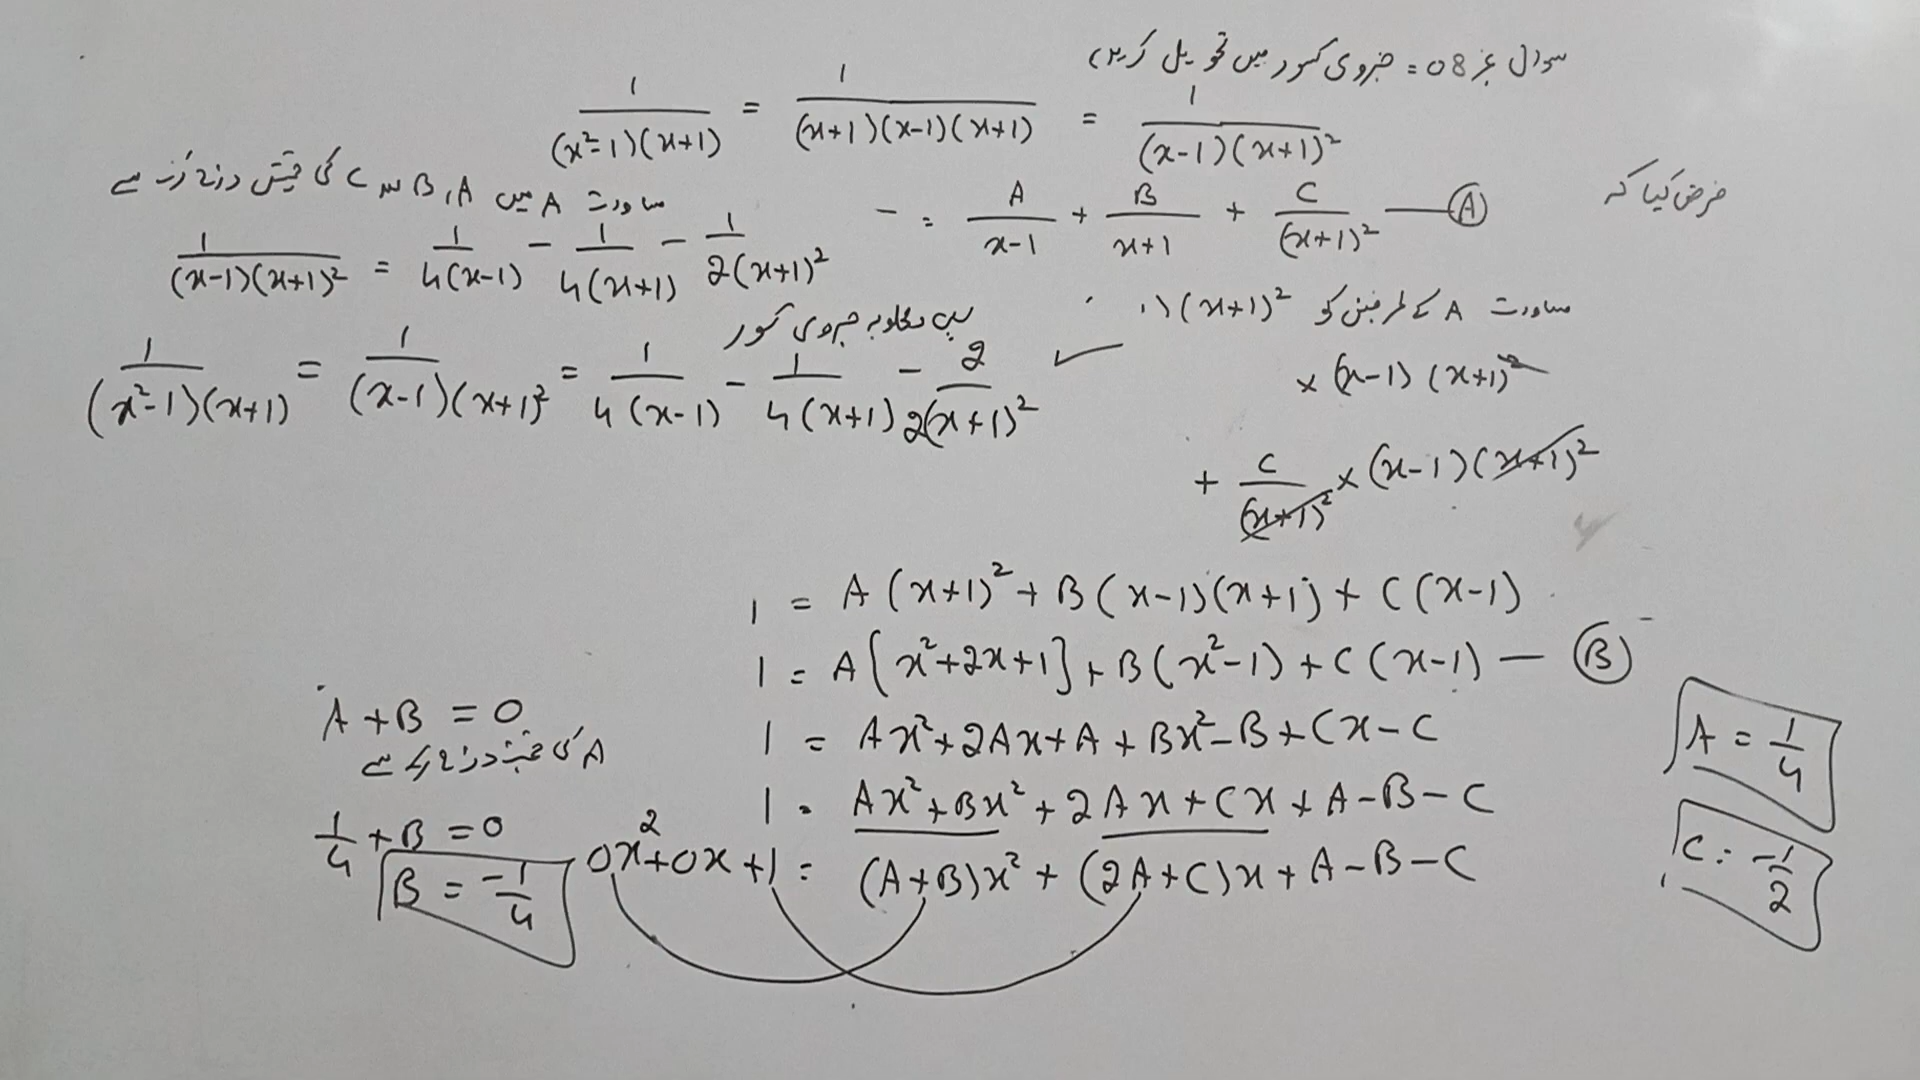 سوال نمبر 08 = جزوی کسور میں تحویل کریں
1/((x²-1)(x+1)) = 1/((x+1)(x-1)(x+1)) = 1/((x-1)(x+1)²)
فرض کیا کہ
- = A/(x-1) + B/(x+1) + C/(x+1)² — Ⓐ
مساوات A کے طرفین کو (x+1)²
× (x-1) (x+1)²
+ C/(x+1)² × (x-1)(x+1)²
1 = A(x+1)² + B(x-1)(x+1) + C(x-1)
1 = A[x²+2x+1] + B(x²-1) + C(x-1) — Ⓑ
1 = Ax²+2Ax+A+Bx²-B+Cx-C
1 = Ax²+Bx²+2Ax+Cx+A-B-C
0x²+0x+1 = (A+B)x²+(2A+C)x+A-B-C
A = 1/4
C = -1/2
A+B = 0
A کی قیمت درج کرنے سے
1/4 + B = 0
B = -1/4
مساوات A میں A، B اور C کی قیمتیں درج کرنے سے
1/((x-1)(x+1)²) = 1/(4(x-1)) - 1/(4(x+1)) - 1/(2(x+1)²)
پس مطلوبہ جزوی کسور
1/((x²-1)(x+1)) = 1/((x-1)(x+1)²) = 1/(4(x-1)) - 1/(4(x+1)) - 2/(2(x+1)²)